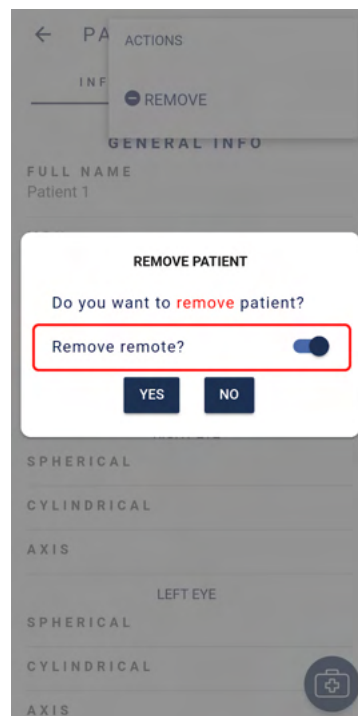 PA
ACTIONS
INF
REMOVE
GENERAL INFO
FULL NAME
Patient 1
REMOVE PATIENT
Do you want to remove patient?
Remove remote?
YES
NO
SPHERICAL
CYLINDRICAL
AXIS
LEFT EYE
SPHERICAL
CYLINDRICAL
AXIS